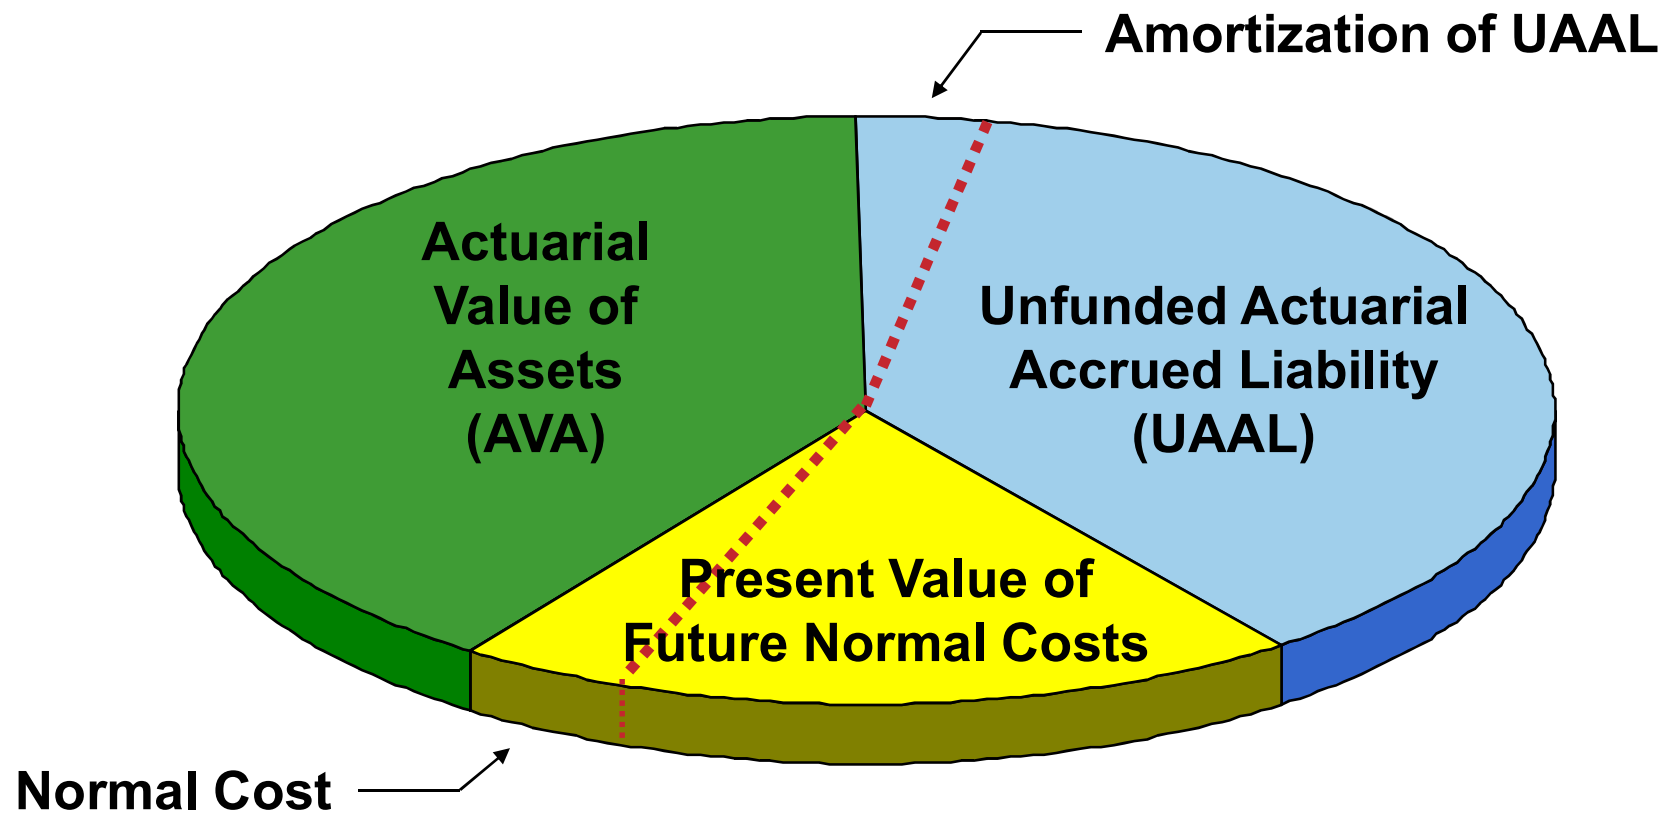 Amortization of UAAL
Actuarial
Value of
Assets
(AVA)
Unfunded Actuarial
Accrued Liability
(UAAL)
Present Value of
Future Normal Costs
Normal Cost